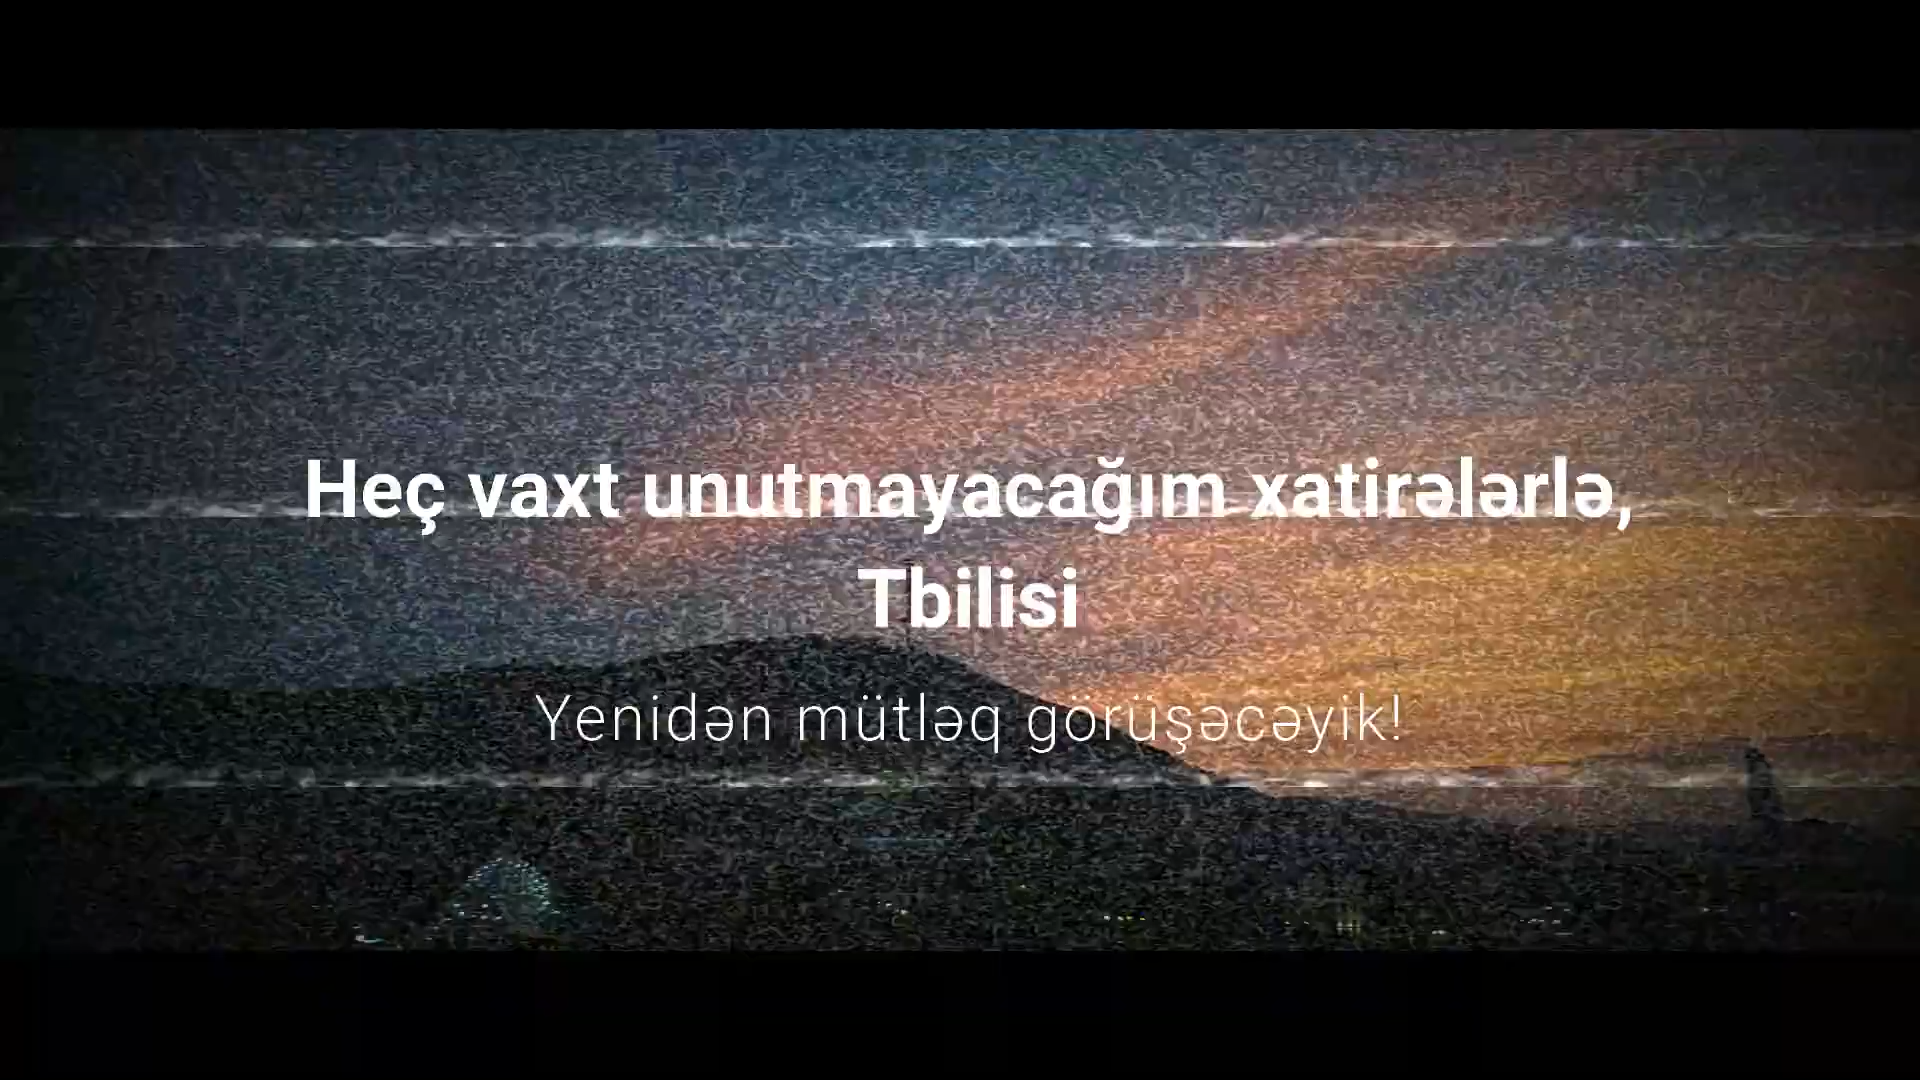 Heç vaxt unutmayacağım xatirələrlə,
Tbilisi
Yenidən mütləq görüşəcəyik!